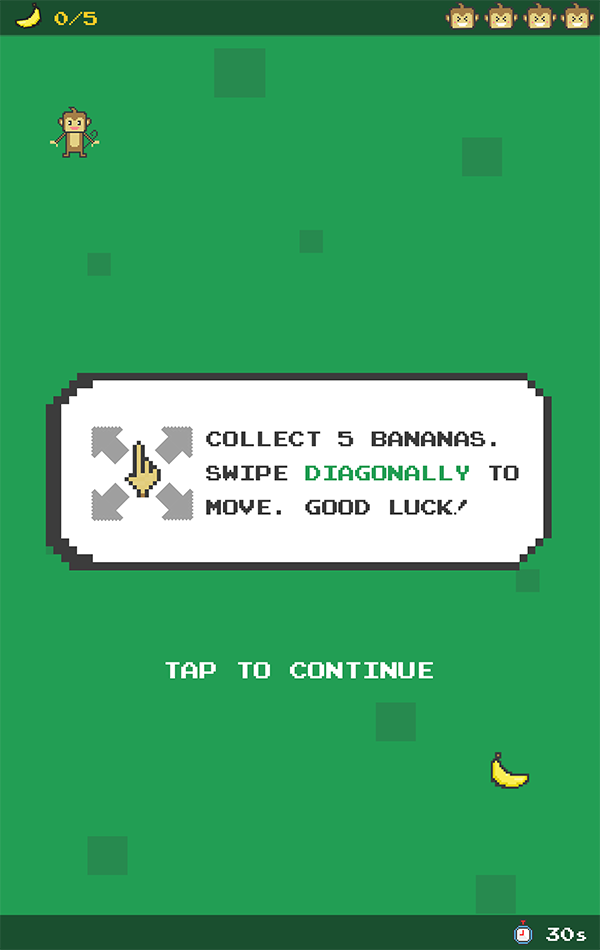 0/5
COLLECT 5 BANANAS.
SWIPE DIAGONALLY TO
MOVE. GOOD LUCK!
TAP TO CONTINUE
30s